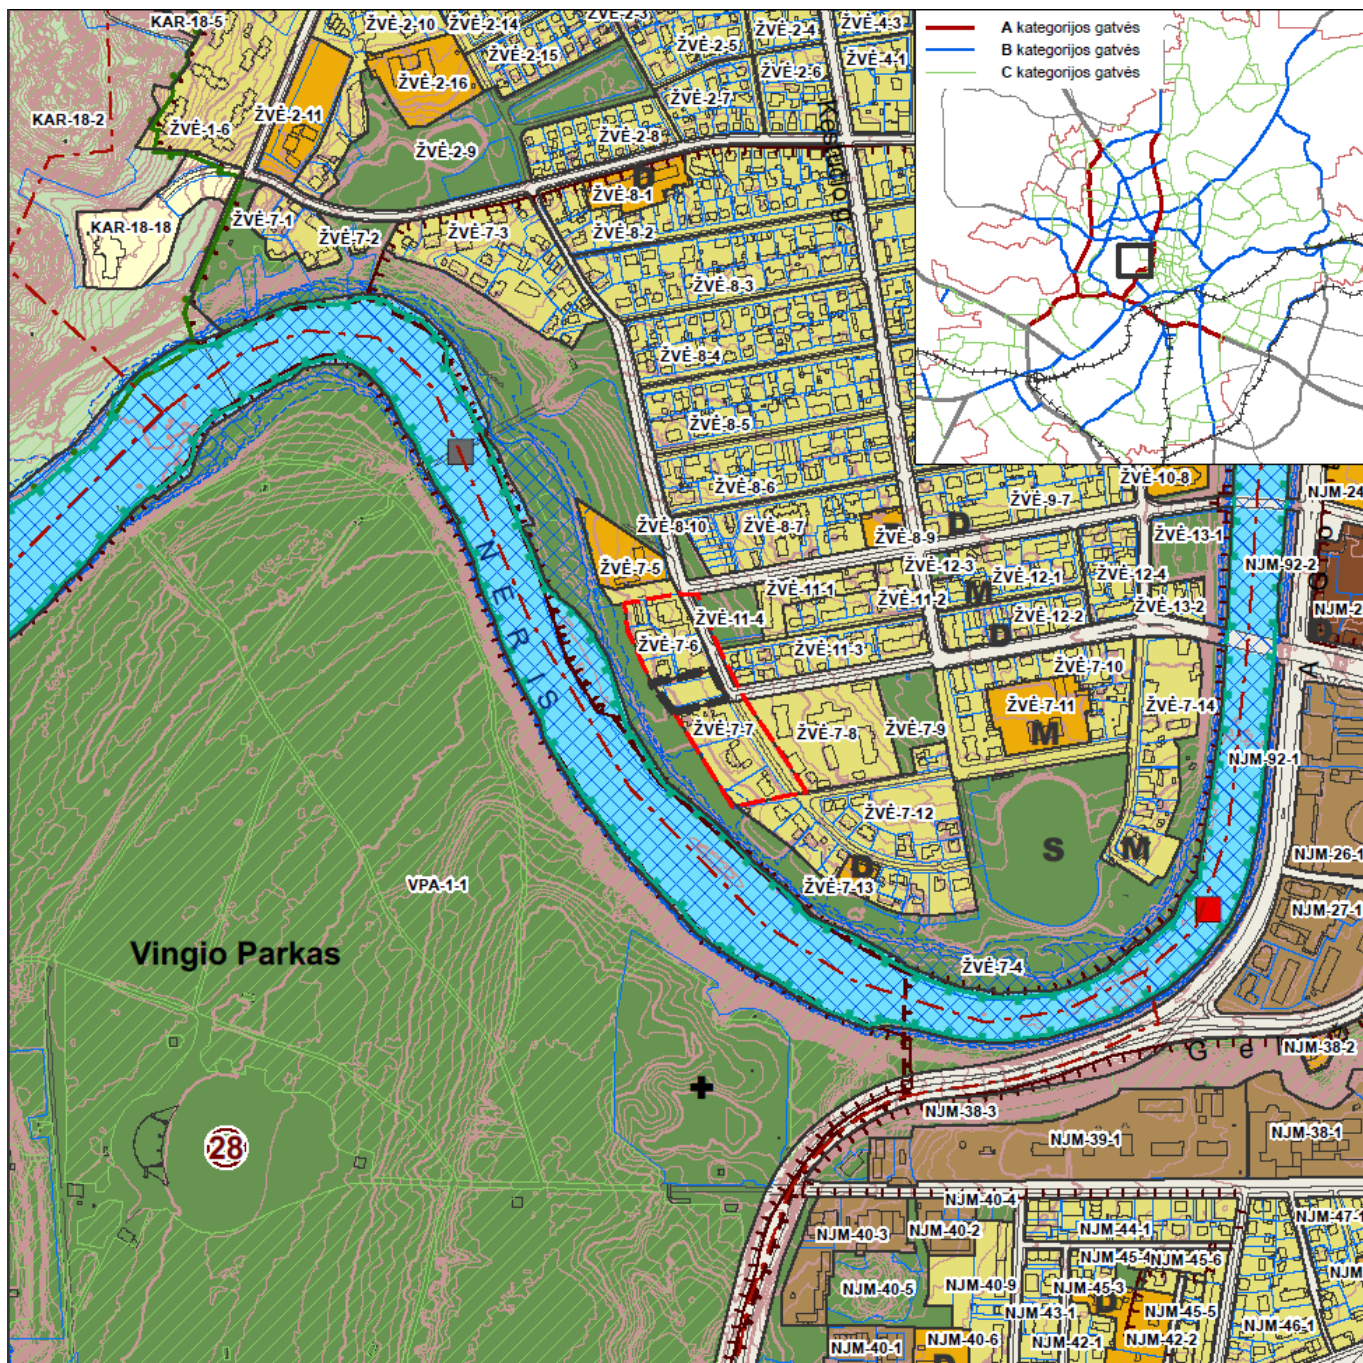 KAR-18-5
ŽVĖ-2-10
ŽVĖ-2-14
ŽVĖ-2-3
ŽVĖ-2-4
ŽVĖ-4-3
A kategorijos gatvės
B kategorijos gatvės
C kategorijos gatvės
ŽVĖ-2-15
ŽVĖ-2-5
ŽVĖ-4-1
ŽVĖ-2-16
ŽVĖ-2-6
ŽVĖ-2-7
KAR-18-2
ŽVĖ-1-6
ŽVĖ-2-11
ŽVĖ-2-8
ŽVĖ-2-9
D
ŽVĖ-8-1
KAR-18-18
ŽVĖ-7-1
ŽVĖ-7-2
ŽVĖ-7-3
ŽVĖ-8-2
ŽVĖ-8-3
ŽVĖ-8-4
ŽVĖ-8-5
ŽVĖ-8-6
ŽVĖ-10-8
ŽVĖ-9-7
NJM-24
ŽVĖ-8-10
ŽVĖ-8-7
D
ŽVĖ-8-9
ŽVĖ-13-1
NERIS
ŽVĖ-7-5
ŽVĖ-12-3
ŽVĖ-12-1
ŽVĖ-12-4
NJM-92-2
ŽVĖ-11-1
ŽVĖ-11-2
M
ŽVĖ-13-2
NJM-2
ŽVĖ-11-4
ŽVĖ-12-2
D
D
ŽVĖ-7-6
ŽVĖ-11-3
ŽVĖ-7-10
ŽVĖ-7-7
ŽVĖ-7-8
ŽVĖ-7-9
ŽVĖ-7-11
ŽVĖ-7-14
M
NJM-92-1
ŽVĖ-7-12
S
M
NJM-26-1
D
ŽVĖ-7-13
VPA-1-1
NJM-27-1
Vingio Parkas
ŽVĖ-7-4
G e
NJM-38-2
NJM-38-3
28
NJM-39-1
NJM-38-1
NJM-40-4
NJM-40-3
NJM-40-2
NJM-44-1
NJM-47-1
NJM-45-4
NJM-45-6
NJM-40-5
NJM-40-9
NJM-45-3
D
NJM-43-1
NJM-45-5
NJM-46-1
NJM-40-1
NJM-40-6
NJM-42-1
NJM-42-2
D